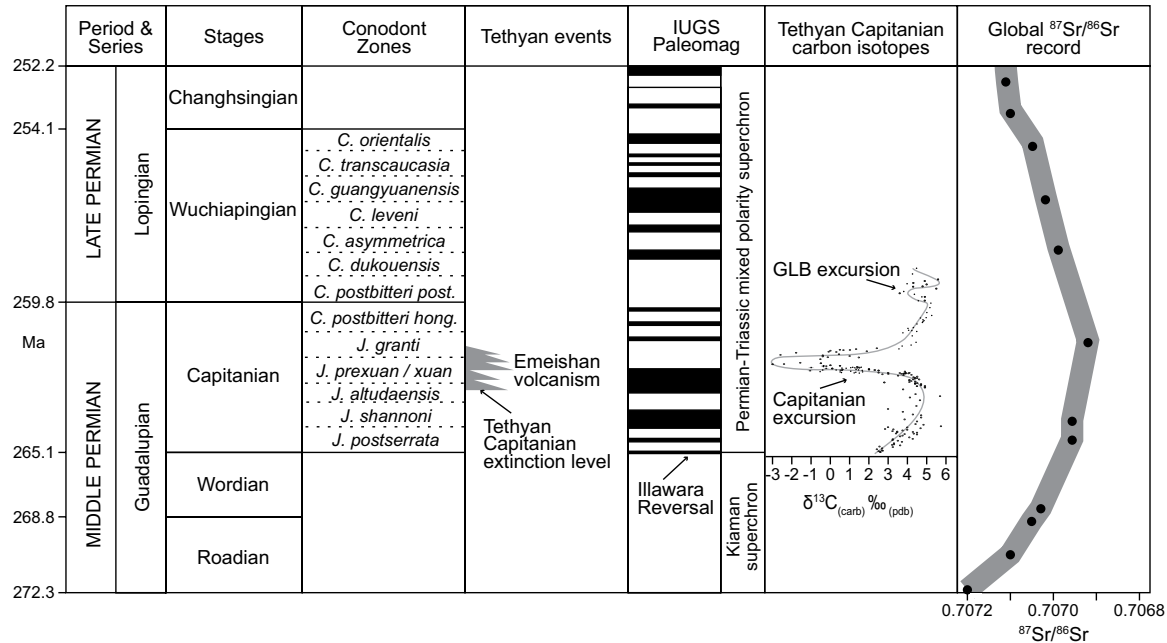 Period &
Series
Stages
Conodont
Zones
Tethyan events
IUGS
Paleomag
Tethyan Capitanian
carbon isotopes
Global ⁸⁷Sr/⁸⁶Sr
record
252.2
254.1
259.8
Ma
265.1
268.8
272.3
LATE PERMIAN
MIDDLE PERMIAN
Lopingian
Guadalupian
Changhsingian
Wuchiapingian
Capitanian
Wordian
Roadian
C. orientalis
C. transcaucasia
C. guangyuanensis
C. leveni
C. asymmetrica
C. dukouensis
C. postbitteri post.
C. postbitteri hong.
J. granti
J. prexuan / xuan
J. altudaensis
J. shannoni
J. postserrata
Emeishan
volcanism
Tethyan
Capitanian
extinction level
Illawara
Reversal
Permian-Triassic mixed polarity superchron
Kiaman
superchron
GLB excursion
Capitanian
excursion
-3 -2 -1 0 1 2 3 4 5 6
δ¹³C(carb) ‰ (pdb)
0.7072 0.7070 0.7068
⁸⁷Sr/⁸⁶Sr